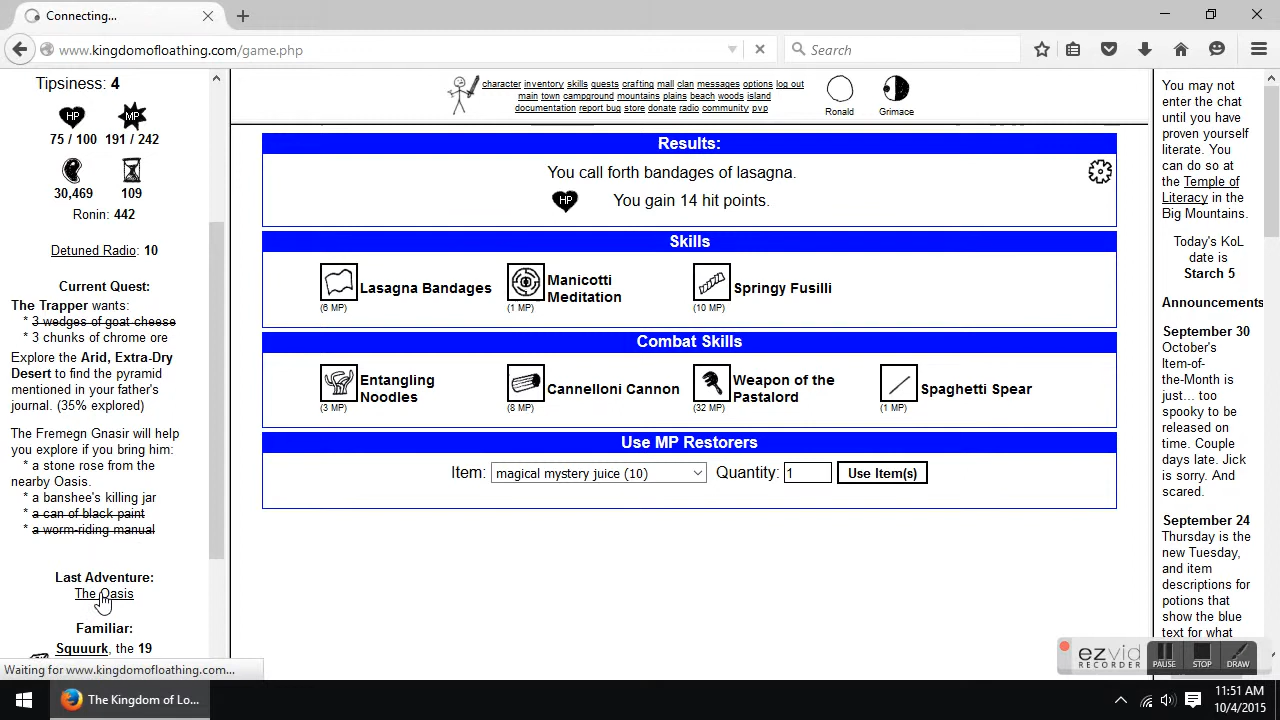 Connecting...
www.kingdomofloathing.com/game.php
Search
Tipsiness: 4
HP MP
75 / 100 191 / 242
30,469 109
Ronin: 442
Detuned Radio: 10
Current Quest:
The Trapper wants:
* 3 wedges of goat cheese
* 3 chunks of chrome ore
Explore the Arid, Extra-Dry
Desert to find the pyramid
mentioned in your father's
journal. (35% explored)
The Fremegn Gnasir will help
you explore if you bring him:
* a stone rose from the
nearby Oasis.
* a banshee's killing jar
* a can of black paint
* a worm-riding manual
Last Adventure:
The Oasis
Familiar:
Squuurk, the 19
Waiting for www.kingdomofloathing.com...
character inventory skills quests crafting mall clan messages options log out
main town campground mountains plains beach woods island
documentation report bug store donate radio community pvp
Ronald Grimace
Results:
You call forth bandages of lasagna.
HP You gain 14 hit points.
Skills
Lasagna Bandages
(6 MP)
Manicotti
Meditation
(1 MP)
Springy Fusilli
(10 MP)
Combat Skills
Entangling
Noodles
(3 MP)
Cannelloni Cannon
(8 MP)
Weapon of the
Pastalord
(32 MP)
Spaghetti Spear
(1 MP)
Use MP Restorers
Item: magical mystery juice (10) Quantity: 1 Use Item(s)
You may not
enter the chat
until you have
proven yourself
literate. You
can do so at
the Temple of
Literacy in the
Big Mountains.
Today's KoL
date is
Starch 5
Announcements
September 30
October's
Item-of-
the-Month is
just... too
spooky to be
released on
time. Couple
days late. Jick
is sorry. And
scared.
September 24
Thursday is the
new Tuesday,
and item
descriptions for
potions that
show the blue
text for what
ezvid
RECORDER
PAUSE STOP DRAW
The Kingdom of Lo...
11:51 AM
10/4/2015